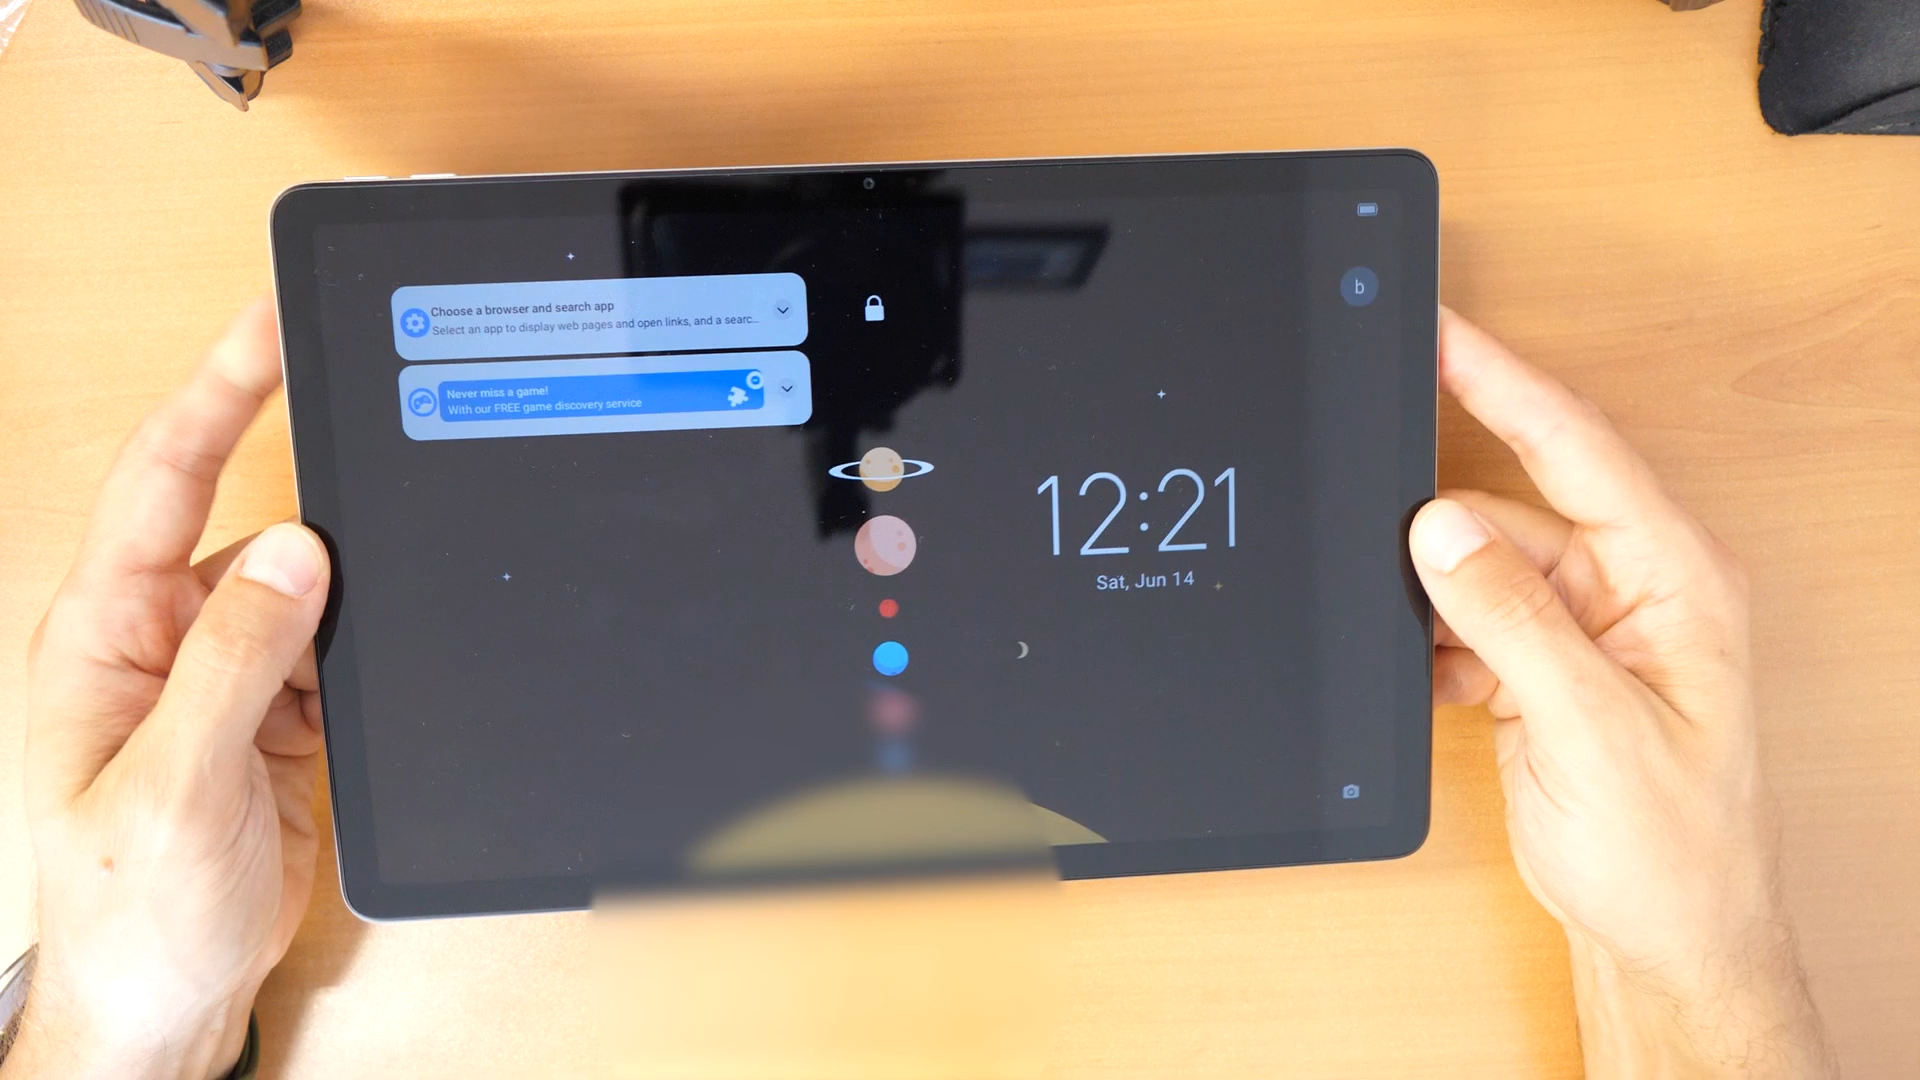 Choose a browser and search app
Select an app to display web pages and open links, and a searc...
Never miss a game!
With our FREE game discovery service
b
12:21
Sat, Jun 14